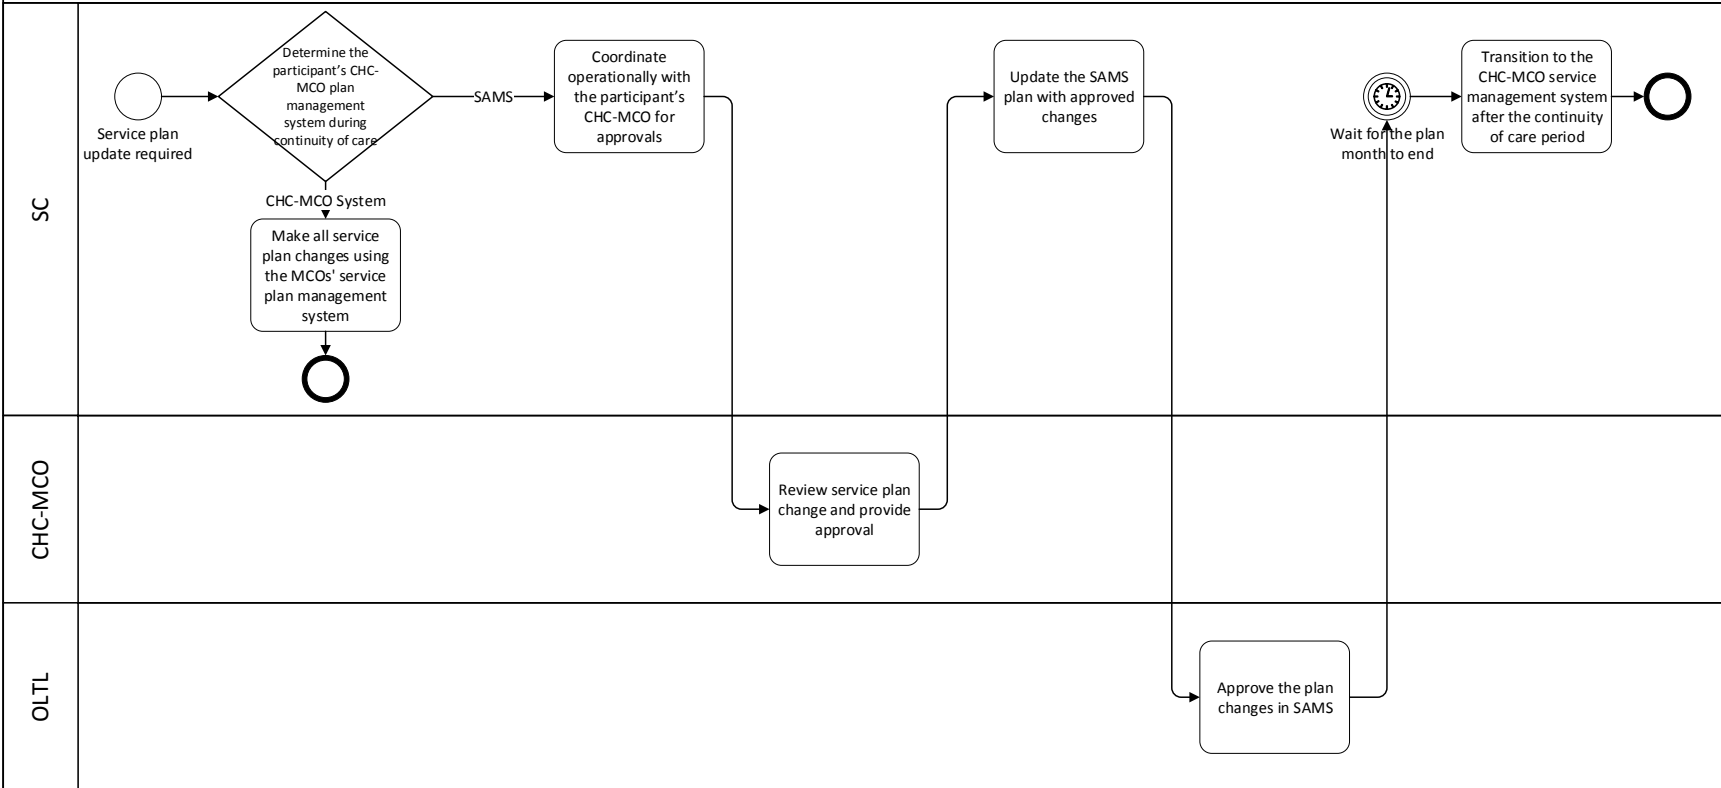 SC
Service plan
update required
Determine the
participant's CHC-
MCO plan
management
system during
continuity of care
SAMS
CHC-MCO System
Make all service
plan changes using
the MCOs' service
plan management
system
Coordinate
operationally with
the participant's
CHC-MCO for
approvals
Update the SAMS
plan with approved
changes
Wait for the plan
month to end
Transition to the
CHC-MCO service
management system
after the continuity
of care period
CHC-MCO
Review service plan
change and provide
approval
OLTL
Approve the plan
changes in SAMS